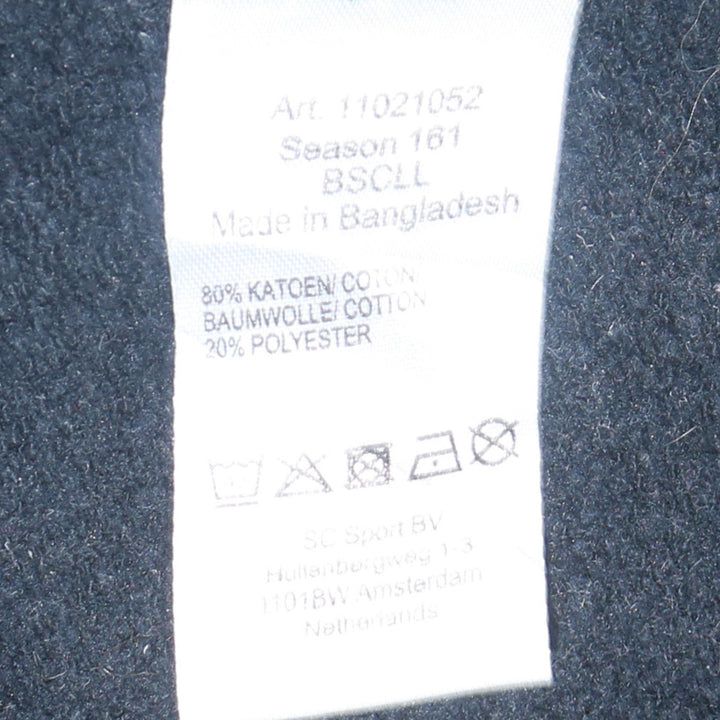 Art. 11021052
Season 161
BSCLL
Made in Bangladesh
80% KATOEN/ COTON/
BAUMWOLLE/ COTTON
20% POLYESTER
SC Sport BV
Hullenbergweg 1-3
1101BW Amsterdam
Netherlands